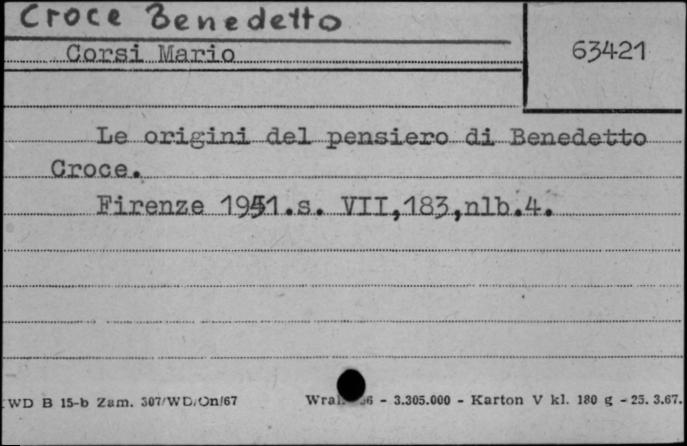 Croce Benedetto
Corsi Mario
63421
Le origini del pensiero di Benedetto
Croce.
Firenze 1951.s. VII,183,nlb.4.
WD B 15-b Zam. 307/WD/On/67 - 3.305.000 - Karton V kl. 180 g - 25. 3.67.